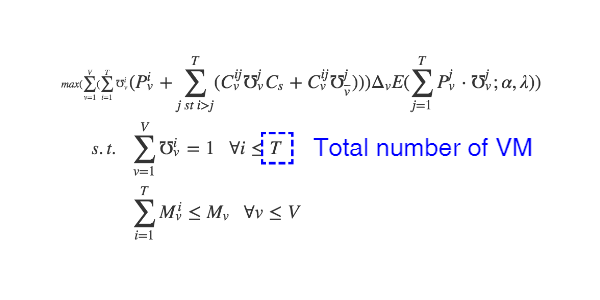 max(∑_{v=1}^{V}(∑_{i=1}^{T} ℧_v^i (P_v^i + ∑_{j st i>j}^{T} (C_v^{ij} ℧_v^j C_s + C_v^{ij} ℧_{\bar{v}}^j)))Δ_v E(∑_{j=1}^{T} P_v^j · ℧_v^j; α, λ))
s.t. ∑_{v=1}^{V} ℧_v^i = 1 ∀i ≤ T Total number of VM
∑_{i=1}^{T} M_v^i ≤ M_v ∀v ≤ V